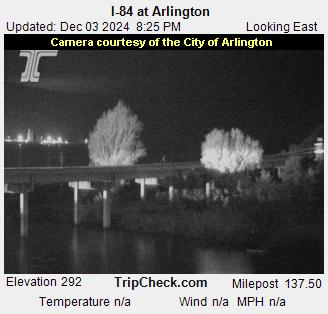 I-84 at Arlington
Updated: Dec 03 2024 8:25 PM Looking East
Camera courtesy of the City of Arlington
Elevation 292 TripCheck.com Milepost 137.50
Temperature n/a Wind n/a MPH n/a